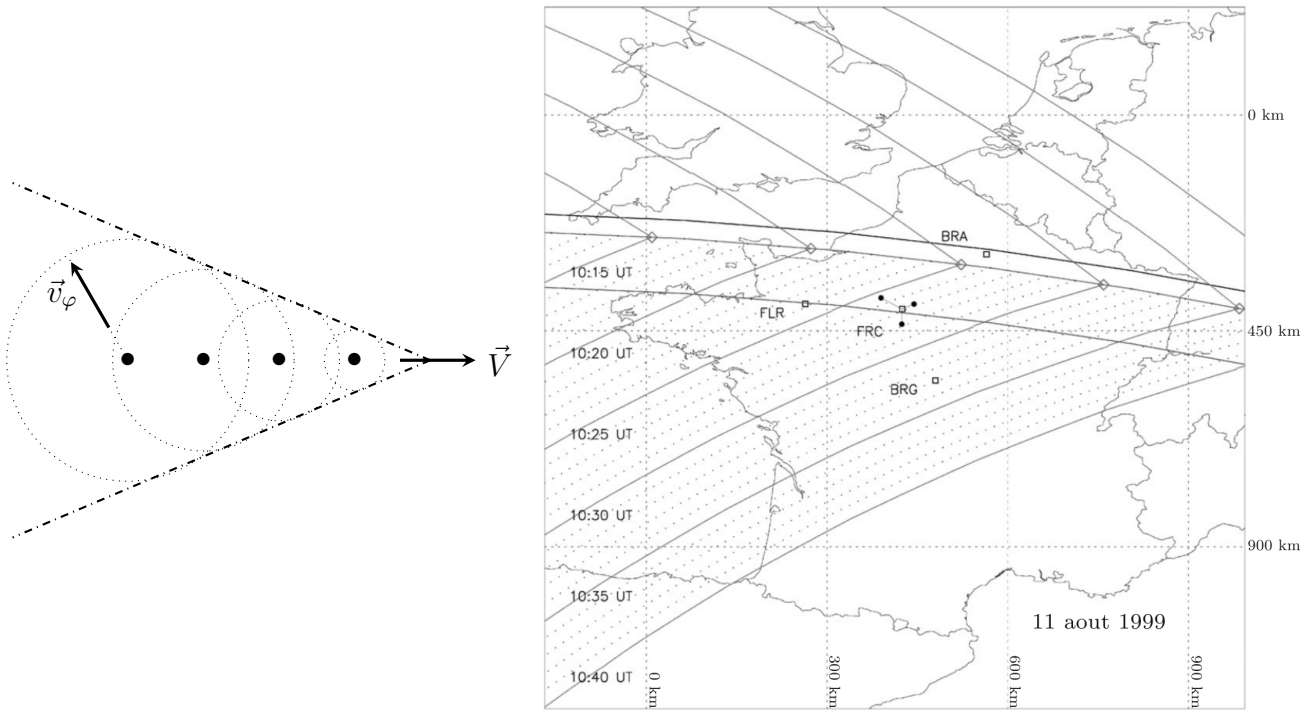 v⃗φ
V⃗
BRA
0 km
10:15 UT
FLR
FRC
450 km
10:20 UT
BRG
10:25 UT
10:30 UT
900 km
10:35 UT
11 aout 1999
10:40 UT
0 km
300 km
600 km
900 km